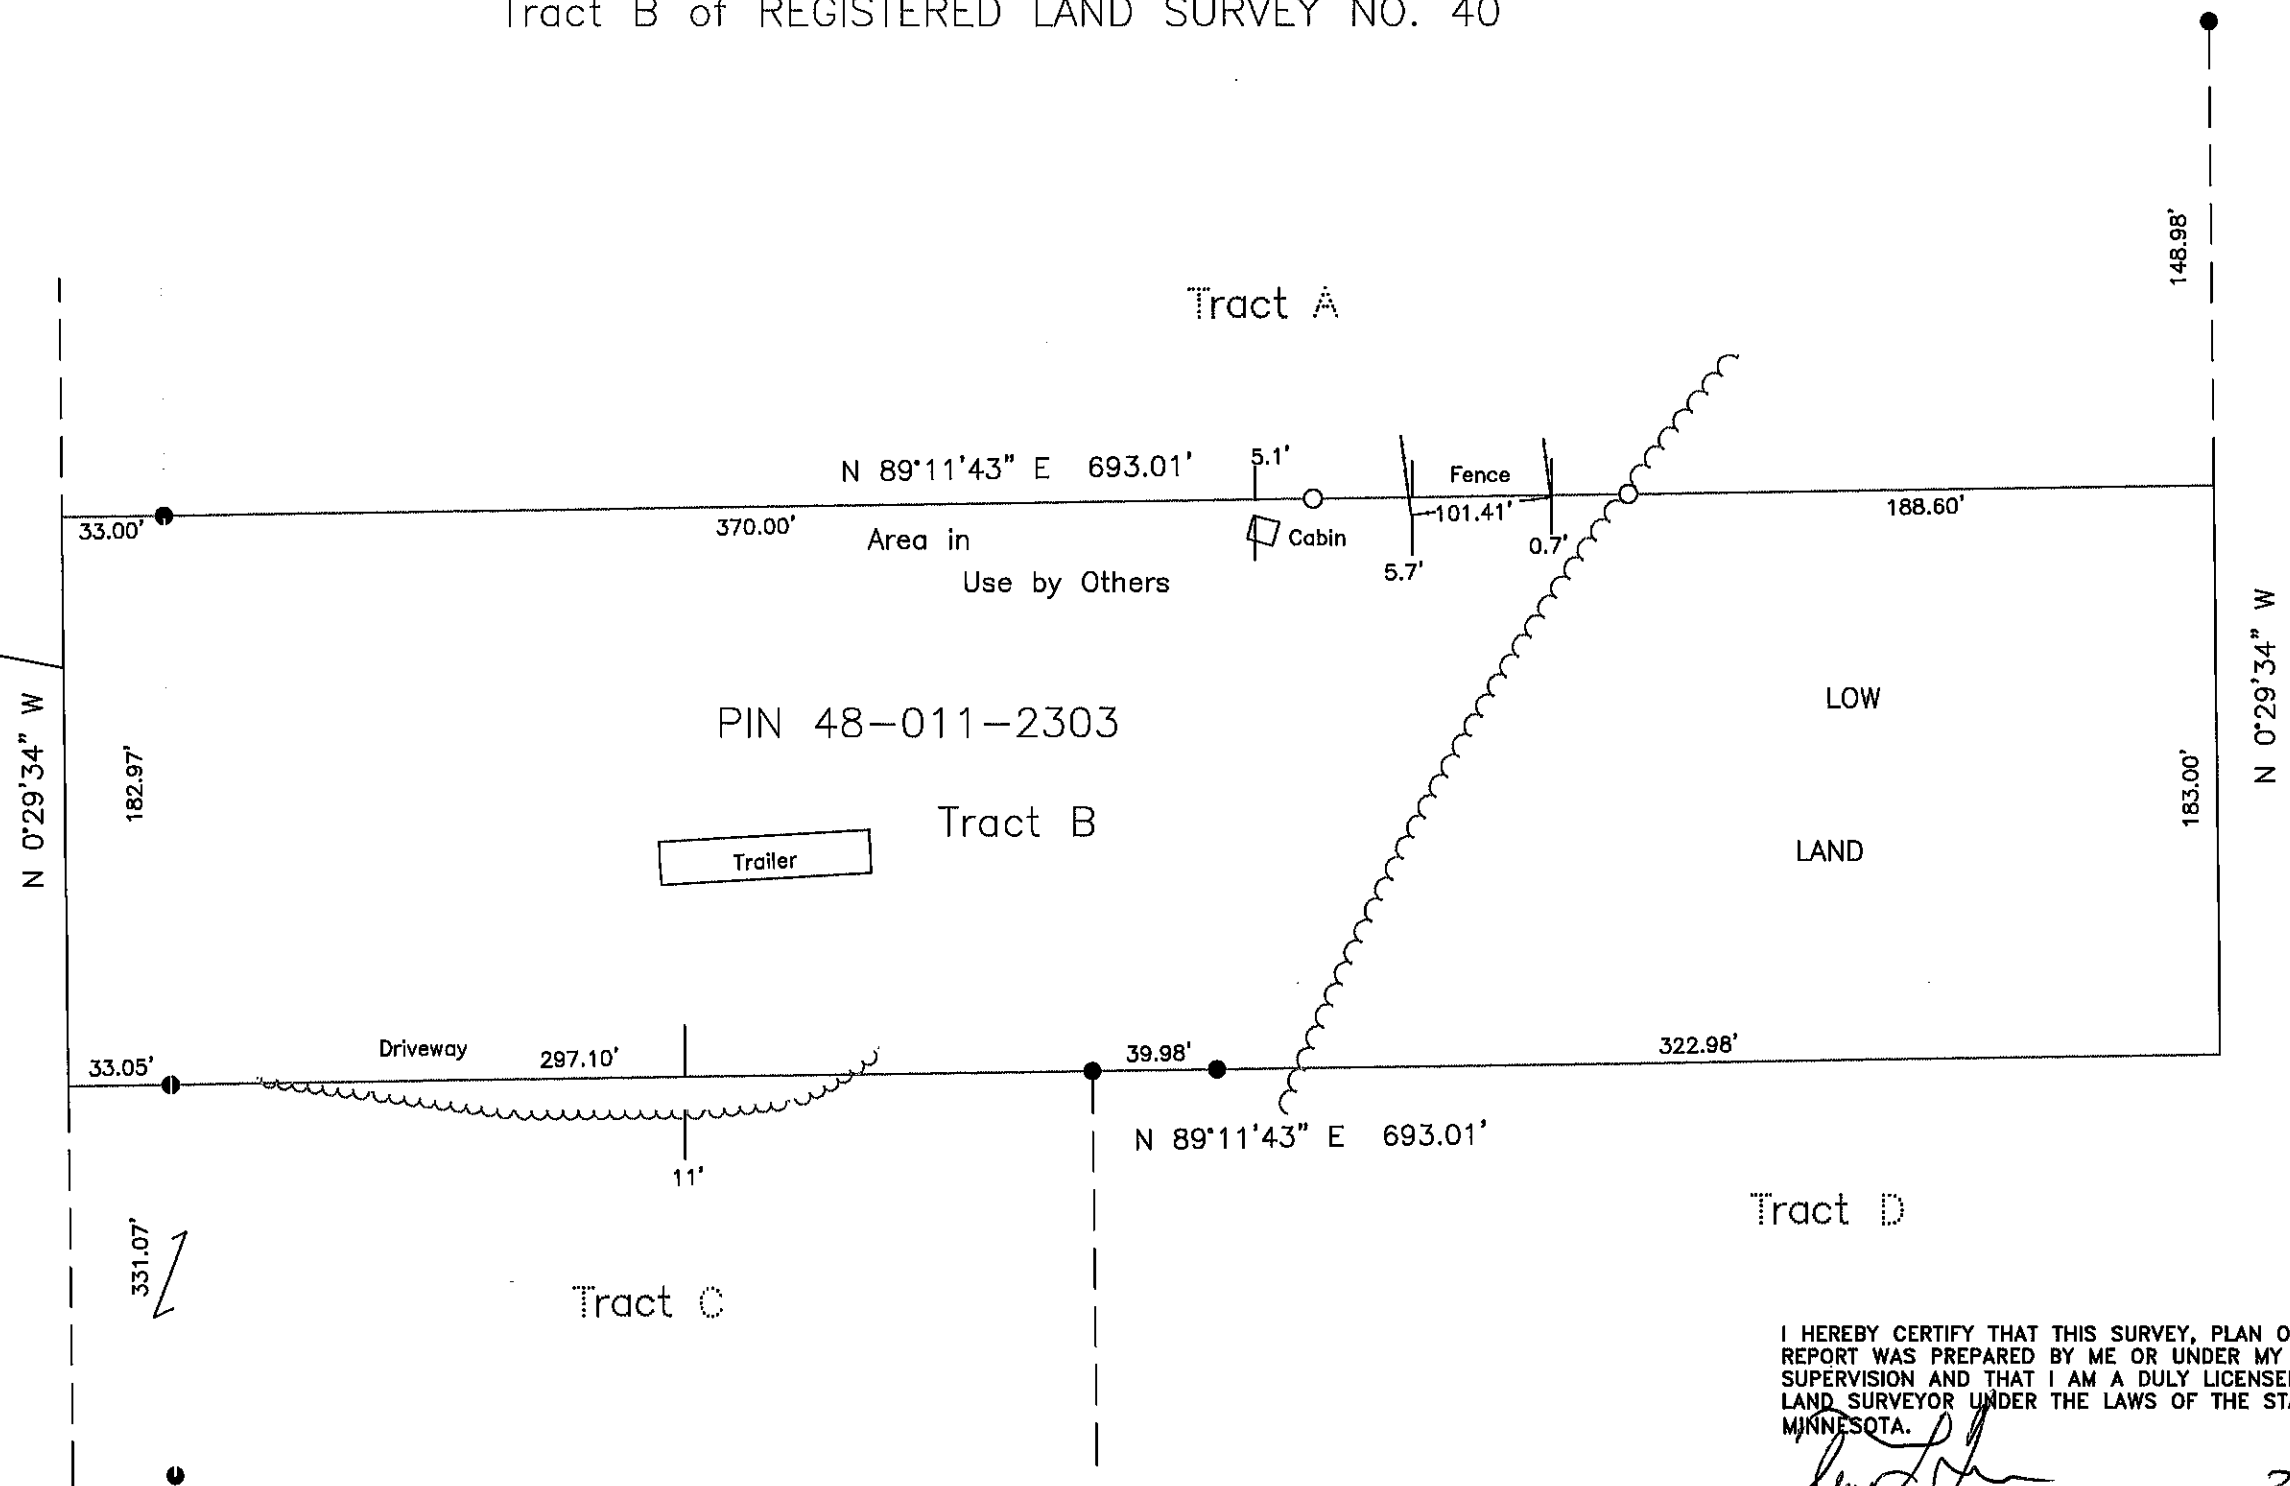 Tract B of REGISTERED LAND SURVEY NO. 40
148.98'
Tract A
N 89°11'43" E 693.01'
5.1'
Fence
33.00'
370.00'
101.41'
188.60'
Area in
Cabin
0.7'
Use by Others
5.7'
N 0°29'34" W
N 0°29'34" W
LOW
PIN 48-011-2303
182.97'
183.00'
Tract B
LAND
Trailer
Driveway
297.10'
39.98'
322.98'
33.05'
N 89°11'43" E 693.01'
11'
Tract D
331.07'
Tract C
I HEREBY CERTIFY THAT THIS SURVEY, PLAN O
REPORT WAS PREPARED BY ME OR UNDER MY
SUPERVISION AND THAT I AM A DULY LICENSE
LAND SURVEYOR UNDER THE LAWS OF THE ST
MINNESOTA.